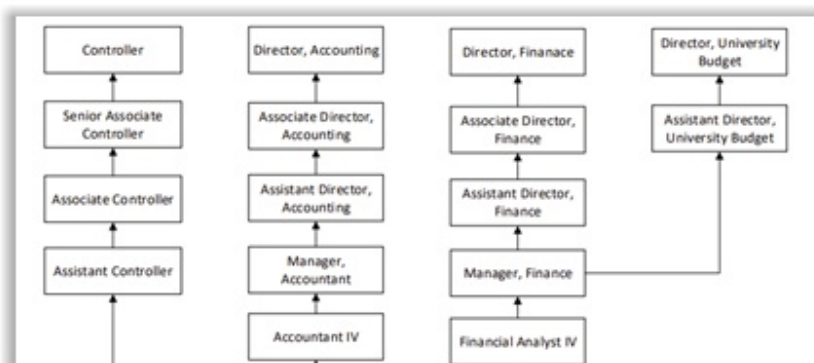 Controller
Senior Associate
Controller
Associate Controller
Assistant Controller
Director, Accounting
Associate Director,
Accounting
Assistant Director,
Accounting
Manager,
Accountant
Accountant IV
Director, Finanace
Associate Director,
Finance
Assistant Director,
Finance
Manager, Finance
Financial Analyst IV
Director, University
Budget
Assistant Director,
University Budget